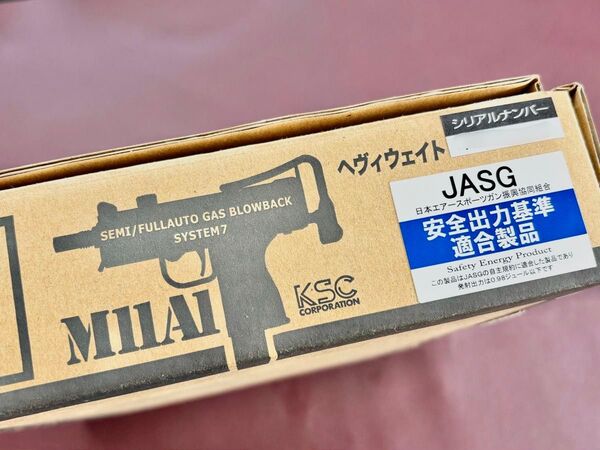 シリアルナンバー
ヘヴィウェイト
SEMI/FULLAUTO GAS BLOWBACK
SYSTEM7
M11A1
KSC
CORPORATION
JASG
日本エアースポーツガン振興協同組合
安全出力基準
適合製品
Safety Energy Product
この製品はJASGの自主規約に適合した製品であり
発射出力は0.98ジュール以下です